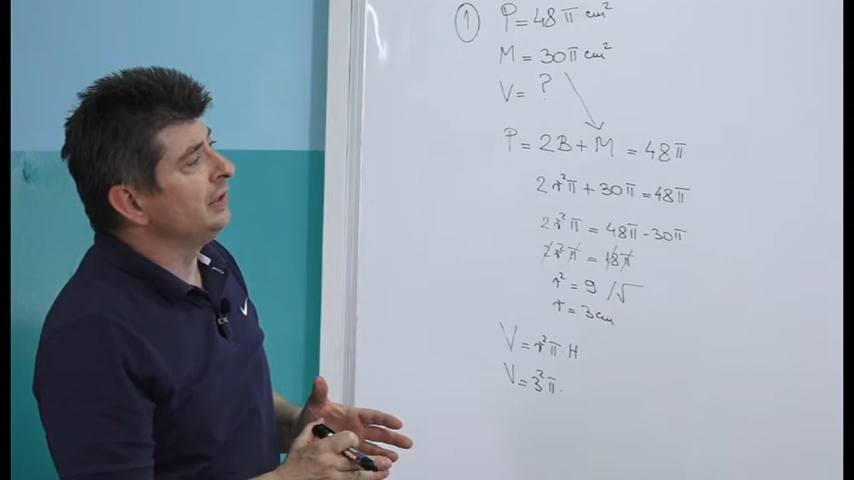 ① P = 48π cm²
M = 30π cm²
V = ?
P = 2B + M = 48π
2r²π + 30π = 48π
2r²π = 48π - 30π
2r²π = 18π
r² = 9 /√
r = 3cm
V = r²π · H
V = 3²π ·